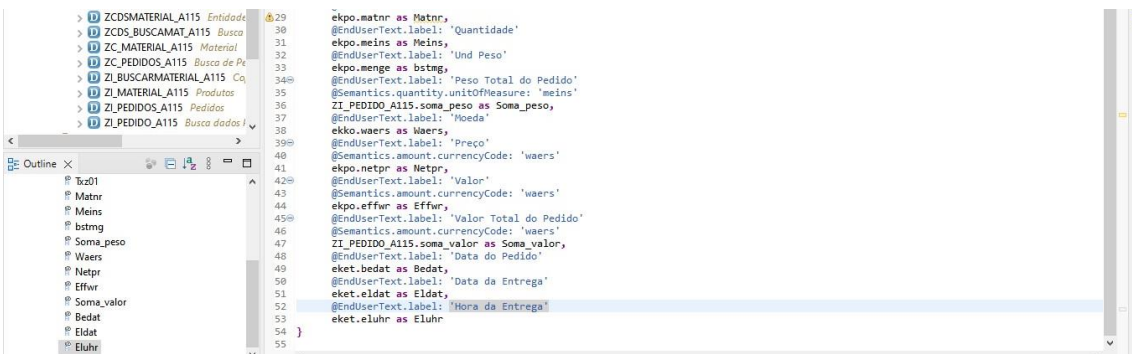 ZCDSMATERIAL_A115 Entidade
ZCDS_BUSCAMAT_A115 Busca
ZC_MATERIAL_A115 Material
ZC_PEDIDOS_A115 Busca de Pe
ZI_BUSCARMATERIAL_A115 Co
ZI_MATERIAL_A115 Produtos
ZI_PEDIDOS_A115 Pedidos
ZI_PEDIDO_A115 Busca dados
Outline
Txz01
Matnr
Meins
bstmg
Soma_peso
Waers
Netpr
Effwr
Soma_valor
Bedat
Eldat
Eluhr
29 ekpo.matnr as Matnr,
30 @EndUserText.label: 'Quantidade'
31 ekpo.meins as Meins,
32 @EndUserText.label: 'Und Peso'
33 ekpo.menge as bstmg,
34 @EndUserText.label: 'Peso Total do Pedido'
35 @Semantics.quantity.unitOfMeasure: 'meins'
36 ZI_PEDIDO_A115.soma_peso as Soma_peso,
37 @EndUserText.label: 'Moeda'
38 ekko.waers as Waers,
39 @EndUserText.label: 'Preço'
40 @Semantics.amount.currencyCode: 'waers'
41 ekpo.netpr as Netpr,
42 @EndUserText.label: 'Valor'
43 @Semantics.amount.currencyCode: 'waers'
44 ekpo.effwr as Effwr,
45 @EndUserText.label: 'Valor Total do Pedido'
46 @Semantics.amount.currencyCode: 'waers'
47 ZI_PEDIDO_A115.soma_valor as Soma_valor,
48 @EndUserText.label: 'Data do Pedido'
49 eket.bedat as Bedat,
50 @EndUserText.label: 'Data da Entrega'
51 eket.eldat as Eldat,
52 @EndUserText.label: 'Hora da Entrega'
53 eket.eluhr as Eluhr
54 }
55